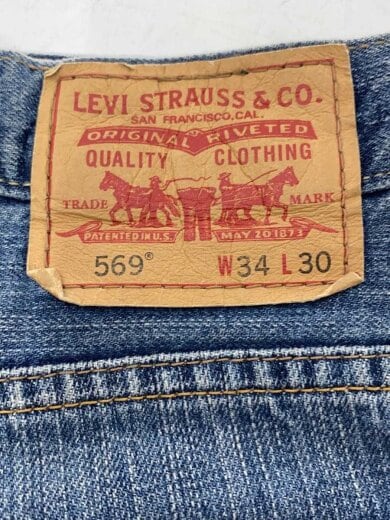 LEVI STRAUSS & CO.
SAN FRANCISCO, CAL.
ORIGINAL RIVETED
QUALITY CLOTHING
TRADE MARK
PATENTED IN U.S. MAY 20 1873
569® W34 L30